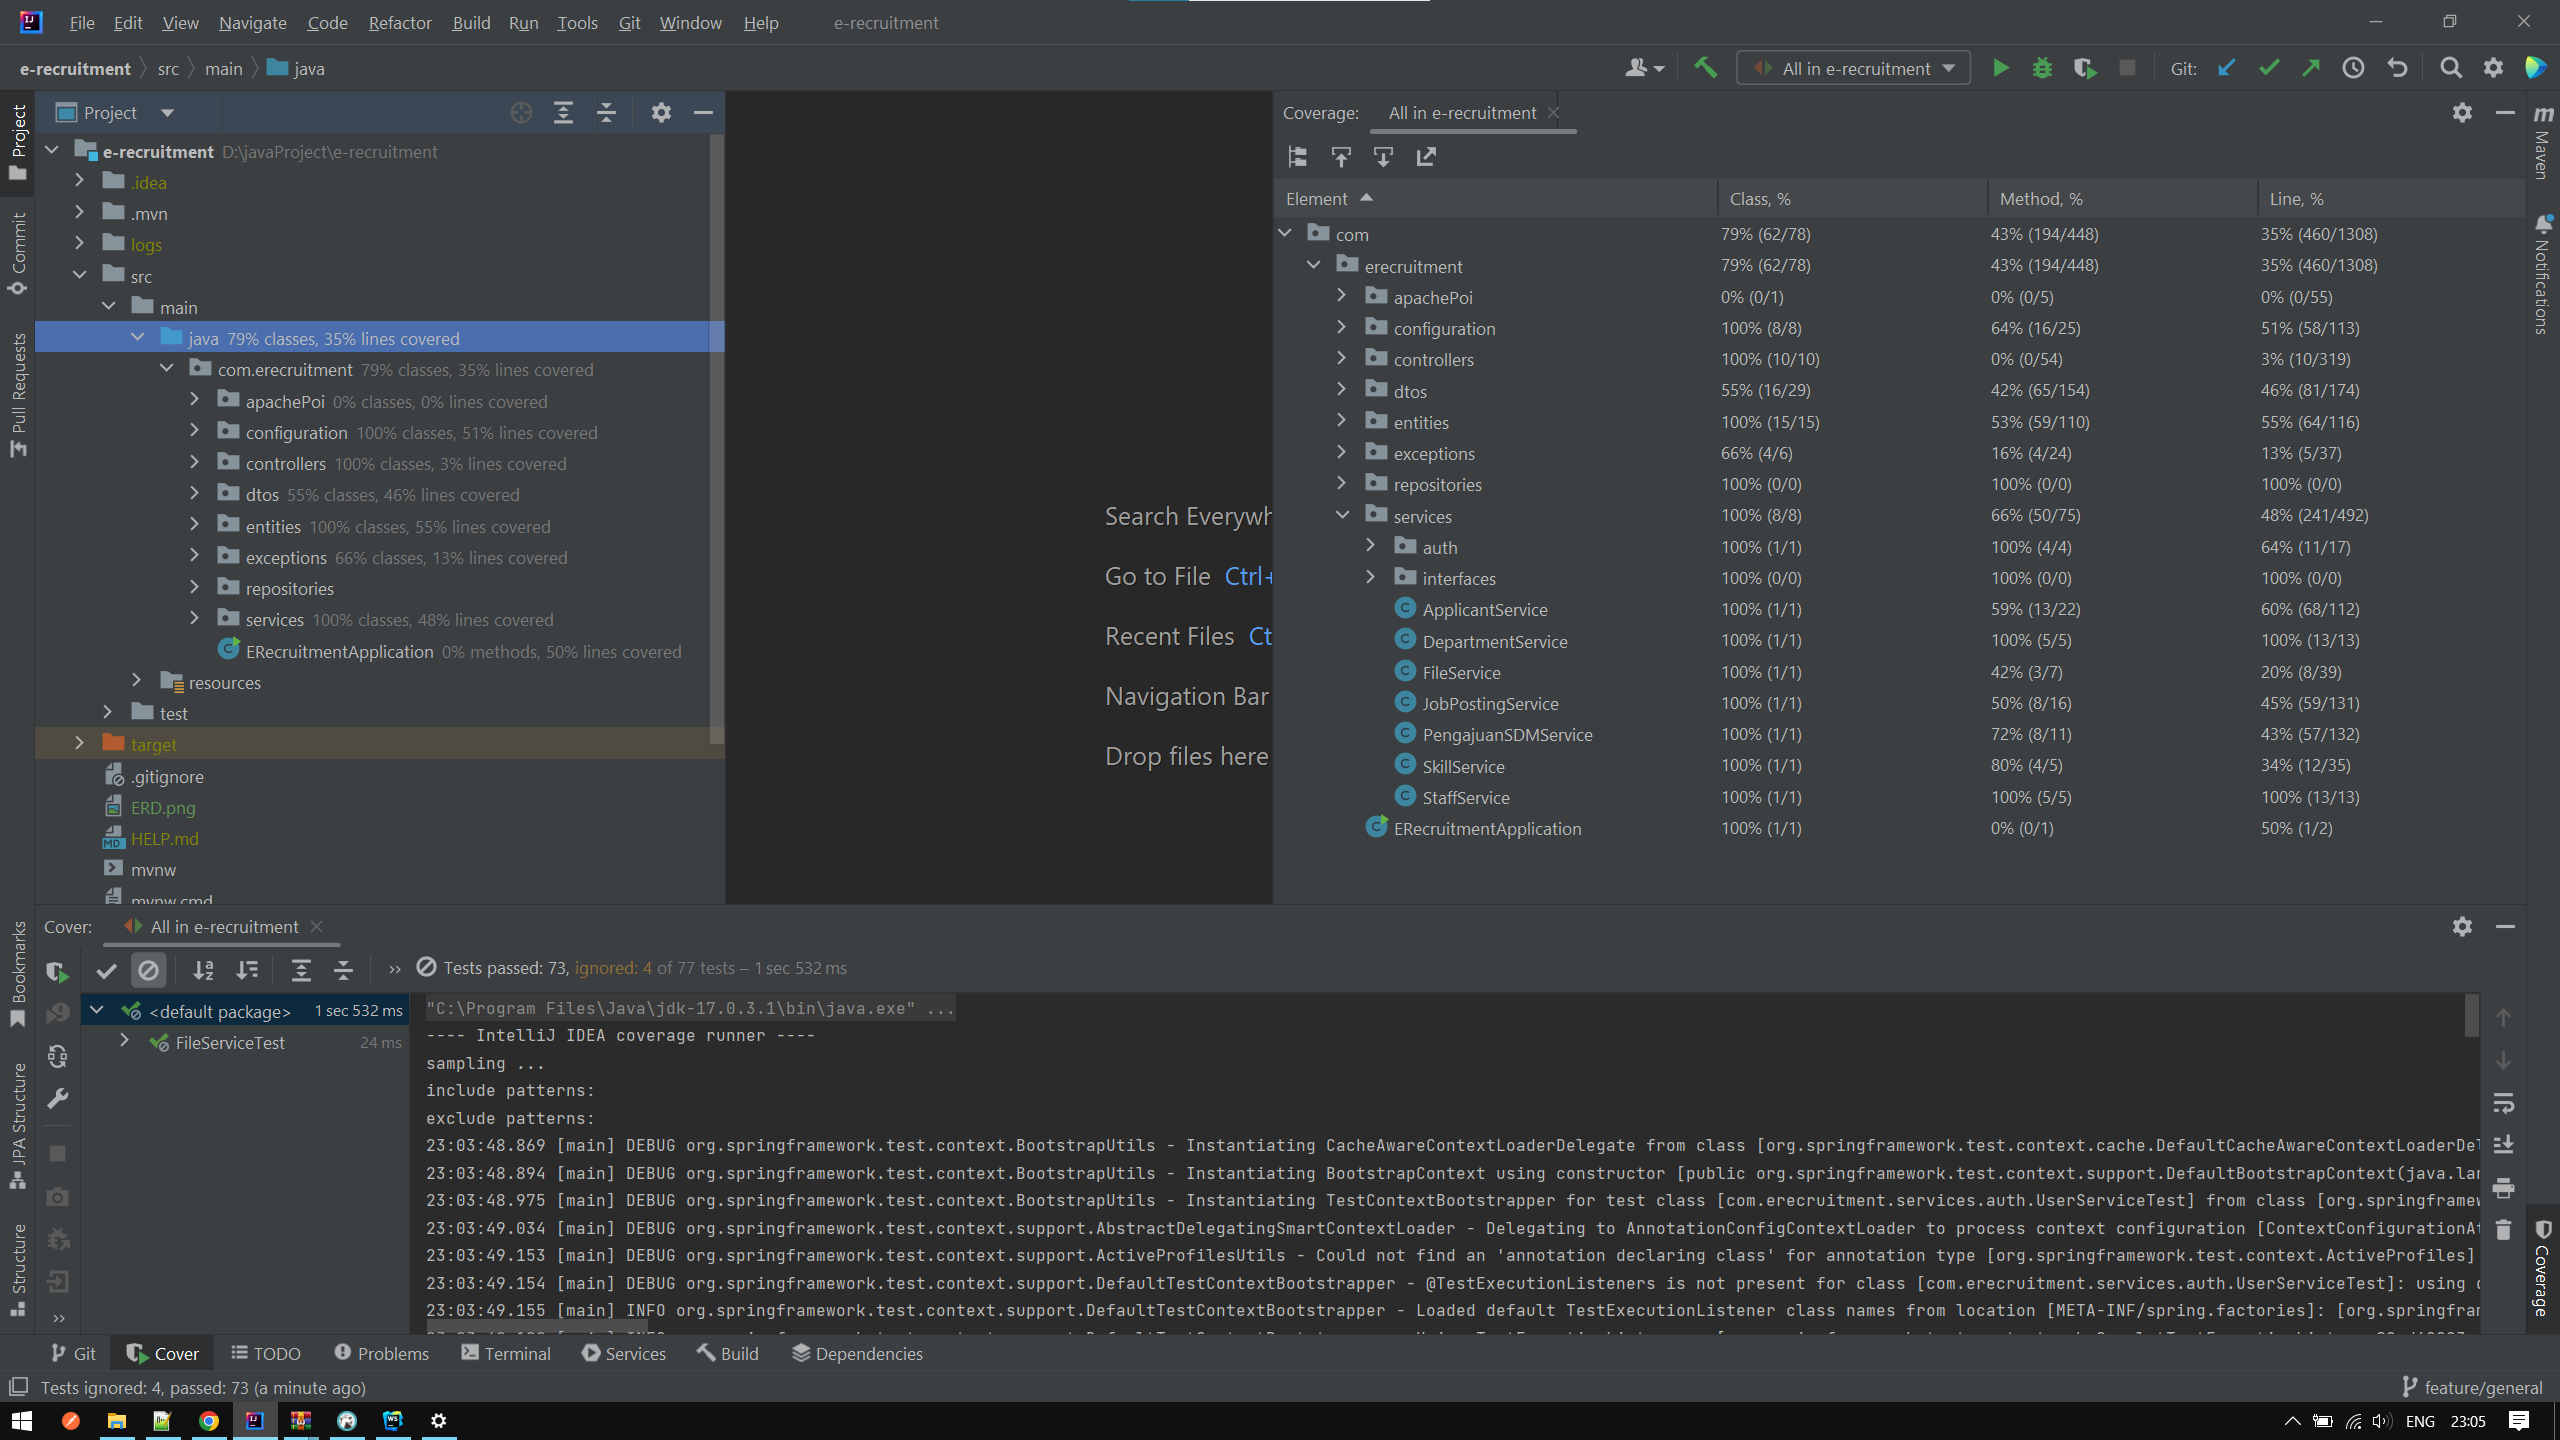 File Edit View Navigate Code Refactor Build Run Tools Git Window Help e-recruitment
e-recruitment src main java
All in e-recruitment
Git:
Project
Commit
Pull Requests
Bookmarks
JPA Structure
Structure
Project
e-recruitment D:\javaProject\e-recruitment
.idea
.mvn
logs
src
main
java 79% classes, 35% lines covered
com.erecruitment 79% classes, 35% lines covered
apachePoi 0% classes, 0% lines covered
configuration 100% classes, 51% lines covered
controllers 100% classes, 3% lines covered
dtos 55% classes, 46% lines covered
entities 100% classes, 55% lines covered
exceptions 66% classes, 13% lines covered
repositories
services 100% classes, 48% lines covered
ERecruitmentApplication 0% methods, 50% lines covered
resources
test
target
.gitignore
ERD.png
HELP.md
mvnw
mvnw.cmd
Search Everywh
Go to File Ctrl+
Recent Files Ct
Navigation Bar
Drop files here
Coverage: All in e-recruitment
Element Class, % Method, % Line, %
com 79% (62/78) 43% (194/448) 35% (460/1308)
erecruitment 79% (62/78) 43% (194/448) 35% (460/1308)
apachePoi 0% (0/1) 0% (0/5) 0% (0/55)
configuration 100% (8/8) 64% (16/25) 51% (58/113)
controllers 100% (10/10) 0% (0/54) 3% (10/319)
dtos 55% (16/29) 42% (65/154) 46% (81/174)
entities 100% (15/15) 53% (59/110) 55% (64/116)
exceptions 66% (4/6) 16% (4/24) 13% (5/37)
repositories 100% (0/0) 100% (0/0) 100% (0/0)
services 100% (8/8) 66% (50/75) 48% (241/492)
auth 100% (1/1) 100% (4/4) 64% (11/17)
interfaces 100% (0/0) 100% (0/0) 100% (0/0)
ApplicantService 100% (1/1) 59% (13/22) 60% (68/112)
DepartmentService 100% (1/1) 100% (5/5) 100% (13/13)
FileService 100% (1/1) 42% (3/7) 20% (8/39)
JobPostingService 100% (1/1) 50% (8/16) 45% (59/131)
PengajuanSDMService 100% (1/1) 72% (8/11) 43% (57/132)
SkillService 100% (1/1) 80% (4/5) 34% (12/35)
StaffService 100% (1/1) 100% (5/5) 100% (13/13)
ERecruitmentApplication 100% (1/1) 0% (0/1) 50% (1/2)
Maven
Notifications
Coverage
Cover: All in e-recruitment
Tests passed: 73, ignored: 4 of 77 tests – 1 sec 532 ms
<default package> 1 sec 532 ms
FileServiceTest 24 ms
"C:\Program Files\Java\jdk-17.0.3.1\bin\java.exe" ...
---- IntelliJ IDEA coverage runner ----
sampling ...
include patterns:
exclude patterns:
23:03:48.869 [main] DEBUG org.springframework.test.context.BootstrapUtils - Instantiating CacheAwareContextLoaderDelegate from class [org.springframework.test.context.cache.DefaultCacheAwareContextLoaderDel
23:03:48.894 [main] DEBUG org.springframework.test.context.BootstrapUtils - Instantiating BootstrapContext using constructor [public org.springframework.test.context.support.DefaultBootstrapContext(java.lan
23:03:48.975 [main] DEBUG org.springframework.test.context.BootstrapUtils - Instantiating TestContextBootstrapper for test class [com.erecruitment.services.auth.UserServiceTest] from class [org.springframew
23:03:49.034 [main] DEBUG org.springframework.test.context.support.AbstractDelegatingSmartContextLoader - Delegating to AnnotationConfigContextLoader to process context configuration [ContextConfigurationAt
23:03:49.153 [main] DEBUG org.springframework.test.context.support.ActiveProfilesUtils - Could not find an 'annotation declaring class' for annotation type [org.springframework.test.context.ActiveProfiles]
23:03:49.154 [main] DEBUG org.springframework.test.context.support.DefaultTestContextBootstrapper - @TestExecutionListeners is not present for class [com.erecruitment.services.auth.UserServiceTest]: using d
23:03:49.155 [main] INFO org.springframework.test.context.support.DefaultTestContextBootstrapper - Loaded default TestExecutionListener class names from location [META-INF/spring.factories]: [org.springfram
Git Cover TODO Problems Terminal Services Build Dependencies
Tests ignored: 4, passed: 73 (a minute ago)
feature/general
ENG 23:05